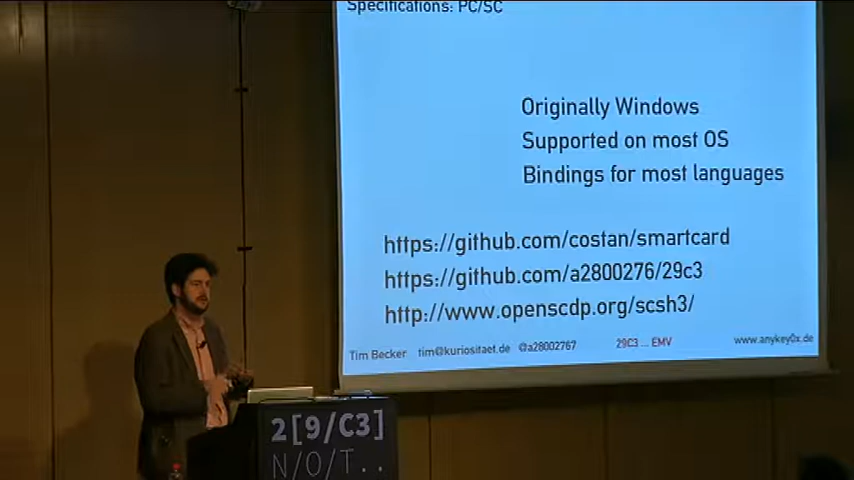 Specifications: PC/SC
Originally Windows
Supported on most OS
Bindings for most languages
https://github.com/costan/smartcard
https://github.com/a2800276/29c3
http://www.openscdp.org/scsh3/
Tim Becker tim@kuriositaet.de @a28002767 29C3 ... EMV www.anykey0x.de
2[9/C3]
N/O/T...